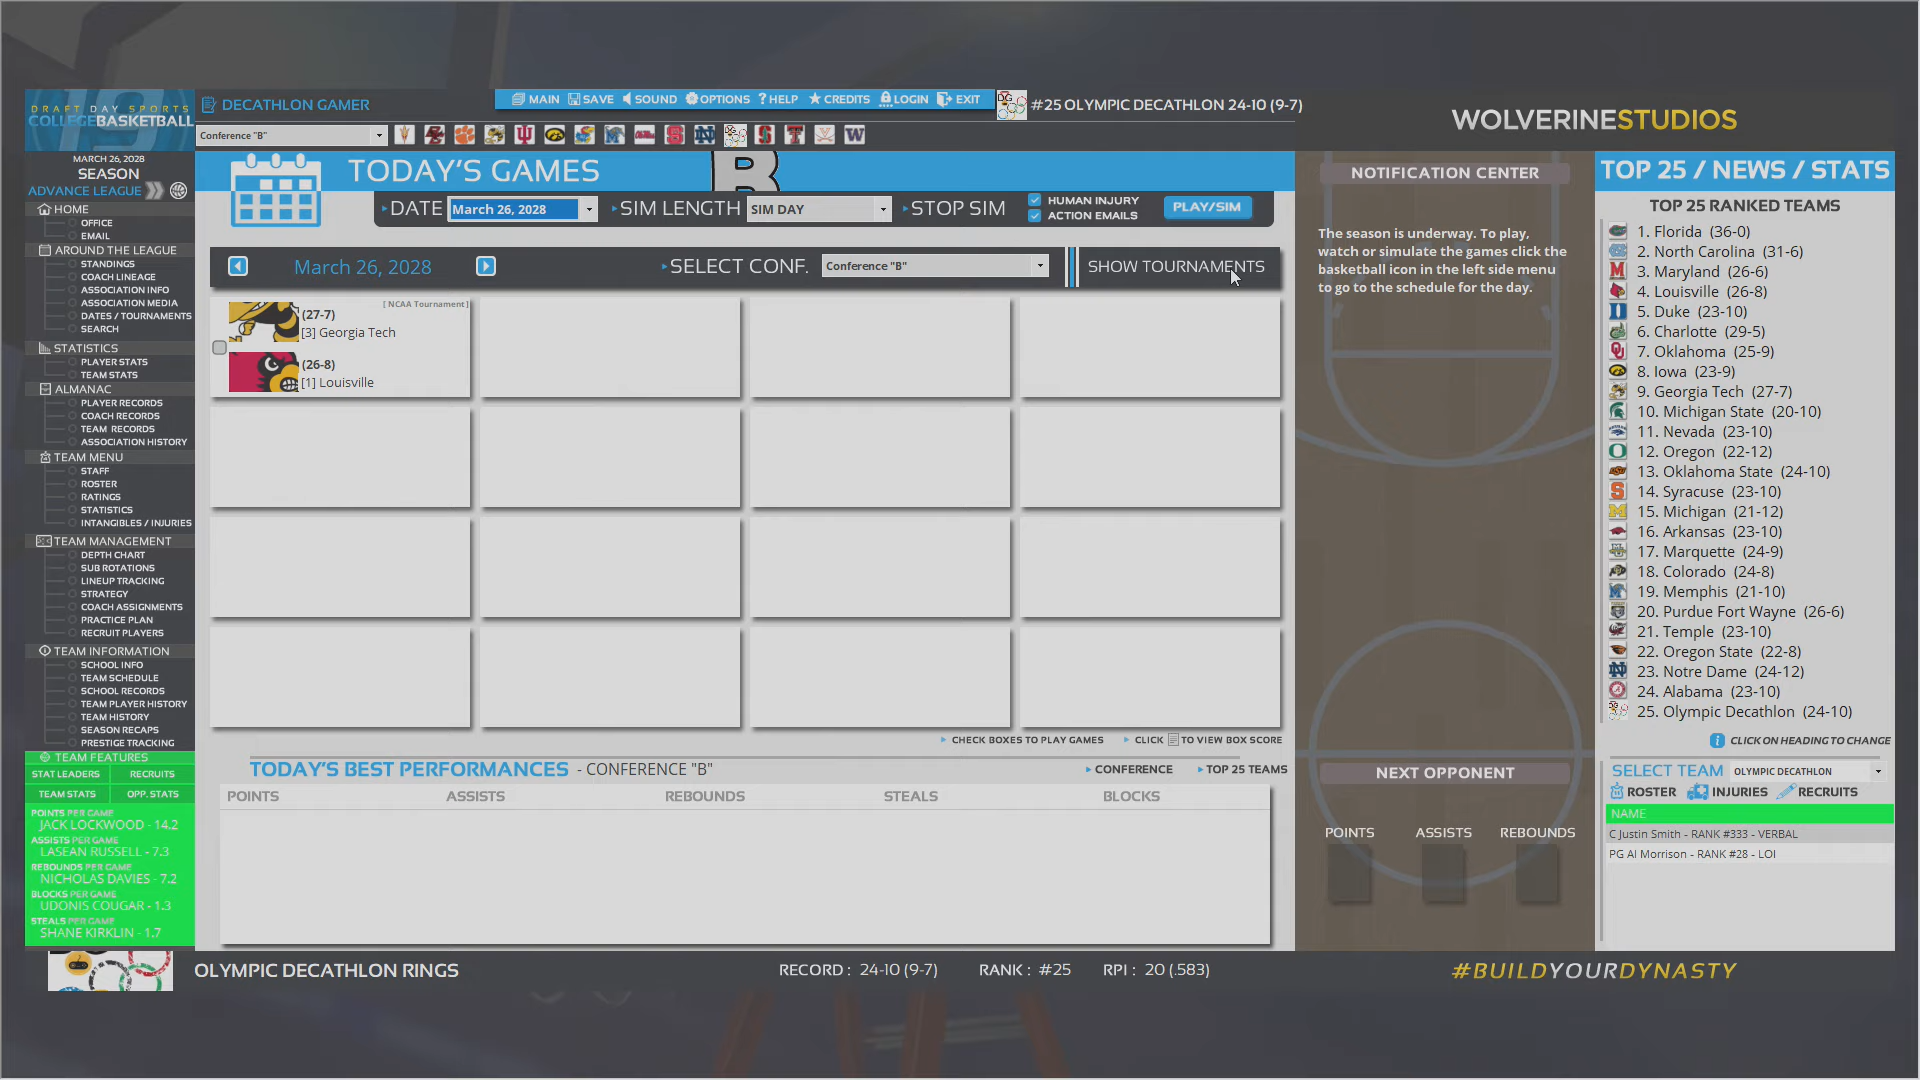 DRAFT DAY SPORTS
COLLEGEBASKETBALL
19
DECATHLON GAMER
MAIN SAVE SOUND OPTIONS HELP CREDITS LOGIN EXIT
#25 OLYMPIC DECATHLON 24-10 (9-7)
WOLVERINESTUDIOS
Conference "B"
MARCH 26, 2028
SEASON
ADVANCE LEAGUE
HOME
OFFICE
EMAIL
AROUND THE LEAGUE
STANDINGS
COACH LINEAGE
ASSOCIATION INFO
ASSOCIATION MEDIA
DATES / TOURNAMENTS
SEARCH
STATISTICS
PLAYER STATS
TEAM STATS
ALMANAC
PLAYER RECORDS
COACH RECORDS
TEAM RECORDS
ASSOCIATION HISTORY
TEAM MENU
STAFF
ROSTER
RATINGS
STATISTICS
INTANGIBLES / INJURIES
TEAM MANAGEMENT
DEPTH CHART
SUB ROTATIONS
LINEUP TRACKING
STRATEGY
COACH ASSIGNMENTS
PRACTICE PLAN
RECRUIT PLAYERS
TEAM INFORMATION
SCHOOL INFO
TEAM SCHEDULE
SCHOOL RECORDS
TEAM PLAYER HISTORY
TEAM HISTORY
SEASON RECAPS
PRESTIGE TRACKING
TEAM FEATURES
STAT LEADERS RECRUITS
TEAM STATS OPP. STATS
POINTS PER GAME
JACK LOCKWOOD - 14.2
ASSISTS PER GAME
LASEAN RUSSELL - 7.3
REBOUNDS PER GAME
NICHOLAS DAVIES - 7.2
BLOCKS PER GAME
UDONIS COUGAR - 1.3
STEALS PER GAME
SHANE KIRKLIN - 1.7
TODAY'S GAMES
B
DATE March 26, 2028 SIM LENGTH SIM DAY STOP SIM
HUMAN INJURY
ACTION EMAILS
PLAY/SIM
March 26, 2028 SELECT CONF. Conference "B" SHOW TOURNAMENTS
[ NCAA Tournament ]
(27-7)
[3] Georgia Tech
(26-8)
[1] Louisville
CHECK BOXES TO PLAY GAMES CLICK TO VIEW BOX SCORE
TODAY'S BEST PERFORMANCES - CONFERENCE "B" CONFERENCE TOP 25 TEAMS
POINTS ASSISTS REBOUNDS STEALS BLOCKS
NOTIFICATION CENTER
The season is underway. To play,
watch or simulate the games click the
basketball icon in the left side menu
to go to the schedule for the day.
NEXT OPPONENT
POINTS ASSISTS REBOUNDS
TOP 25 / NEWS / STATS
TOP 25 RANKED TEAMS
1. Florida (36-0)
2. North Carolina (31-6)
3. Maryland (26-6)
4. Louisville (26-8)
5. Duke (23-10)
6. Charlotte (29-5)
7. Oklahoma (25-9)
8. Iowa (23-9)
9. Georgia Tech (27-7)
10. Michigan State (20-10)
11. Nevada (23-10)
12. Oregon (22-12)
13. Oklahoma State (24-10)
14. Syracuse (23-10)
15. Michigan (21-12)
16. Arkansas (23-10)
17. Marquette (24-9)
18. Colorado (24-8)
19. Memphis (21-10)
20. Purdue Fort Wayne (26-6)
21. Temple (23-10)
22. Oregon State (22-8)
23. Notre Dame (24-12)
24. Alabama (23-10)
25. Olympic Decathlon (24-10)
CLICK ON HEADING TO CHANGE
SELECT TEAM OLYMPIC DECATHLON
ROSTER INJURIES RECRUITS
NAME
C Justin Smith - RANK #333 - VERBAL
PG Al Morrison - RANK #28 - LOI
OLYMPIC DECATHLON RINGS
RECORD : 24-10 (9-7) RANK : #25 RPI : 20 (.583)
#BUILDYOURDYNASTY